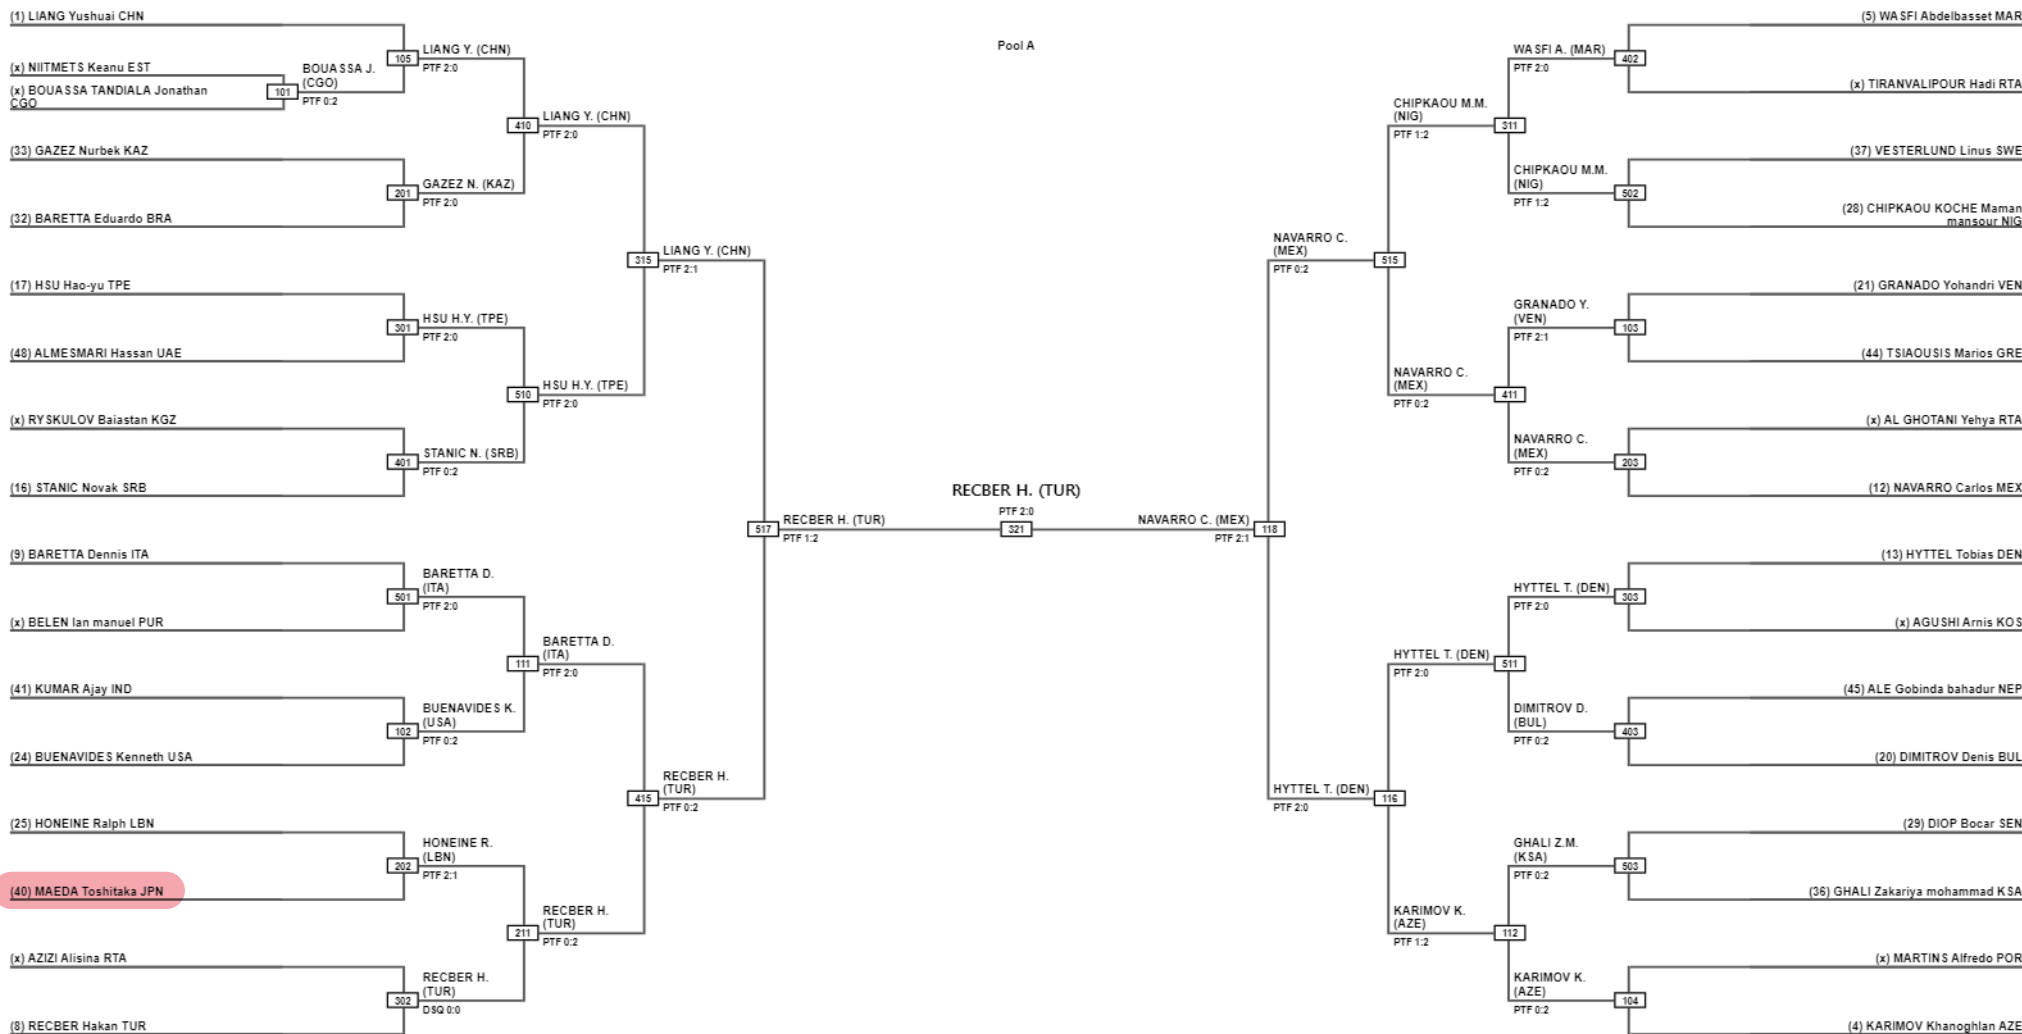 Pool A
(1) LIANG Yushuai CHN
(x) NIITMETS Keanu EST
(x) BOUASSA TANDIALA Jonathan
CGO
(33) GAZEZ Nurbek KAZ
(32) BARETTA Eduardo BRA
(17) HSU Hao-yu TPE
(48) ALMESMARI Hassan UAE
(x) RYSKULOV Baiastan KGZ
(16) STANIC Novak SRB
(9) BARETTA Dennis ITA
(x) BELEN Ian manuel PUR
(41) KUMAR Ajay IND
(24) BUENAVIDES Kenneth USA
(25) HONEINE Ralph LBN
(40) MAEDA Toshitaka JPN
(x) AZIZI Alisina RTA
(8) RECBER Hakan TUR
101
BOUASSA J.
(CGO)
PTF 0:2
105
LIANG Y. (CHN)
PTF 2:0
201
GAZEZ N. (KAZ)
PTF 2:0
301
HSU H.Y. (TPE)
PTF 2:0
401
STANIC N. (SRB)
PTF 0:2
501
BARETTA D.
(ITA)
PTF 2:0
102
BUENAVIDES K.
(USA)
PTF 0:2
202
HONEINE R.
(LBN)
PTF 2:1
302
RECBER H.
(TUR)
DSQ 0:0
410
LIANG Y. (CHN)
PTF 2:0
510
HSU H.Y. (TPE)
PTF 2:0
111
BARETTA D.
(ITA)
PTF 2:0
211
RECBER H.
(TUR)
PTF 0:2
315
LIANG Y. (CHN)
PTF 2:1
415
RECBER H.
(TUR)
PTF 0:2
517
RECBER H. (TUR)
PTF 1:2
RECBER H. (TUR)
PTF 2:0
321
NAVARRO C. (MEX)
PTF 2:1
118
NAVARRO C.
(MEX)
PTF 0:2
515
HYTTEL T. (DEN)
PTF 2:0
116
CHIPKAOU M.M.
(NIG)
PTF 1:2
311
NAVARRO C.
(MEX)
PTF 0:2
411
HYTTEL T. (DEN)
PTF 2:0
511
KARIMOV K.
(AZE)
PTF 1:2
112
WASFI A. (MAR)
PTF 2:0
402
CHIPKAOU M.M.
(NIG)
PTF 1:2
502
GRANADO Y.
(VEN)
PTF 2:1
103
NAVARRO C.
(MEX)
PTF 0:2
203
HYTTEL T. (DEN)
PTF 2:0
303
DIMITROV D.
(BUL)
PTF 0:2
403
GHALI Z.M.
(KSA)
PTF 0:2
503
KARIMOV K.
(AZE)
PTF 0:2
104
(5) WASFI Abdelbasset MAR
(x) TIRANVALIPOUR Hadi RTA
(37) VESTERLUND Linus SWE
(28) CHIPKAOU KOCHE Maman
mansour NIG
(21) GRANADO Yohandri VEN
(44) TSIAOUSIS Marios GRE
(x) AL GHOTANI Yehya RTA
(12) NAVARRO Carlos MEX
(13) HYTTEL Tobias DEN
(x) AGUSHI Arnis KOS
(45) ALE Gobinda bahadur NEP
(20) DIMITROV Denis BUL
(29) DIOP Bocar SEN
(36) GHALI Zakariya mohammad KSA
(x) MARTINS Alfredo POR
(4) KARIMOV Khanoghlan AZE